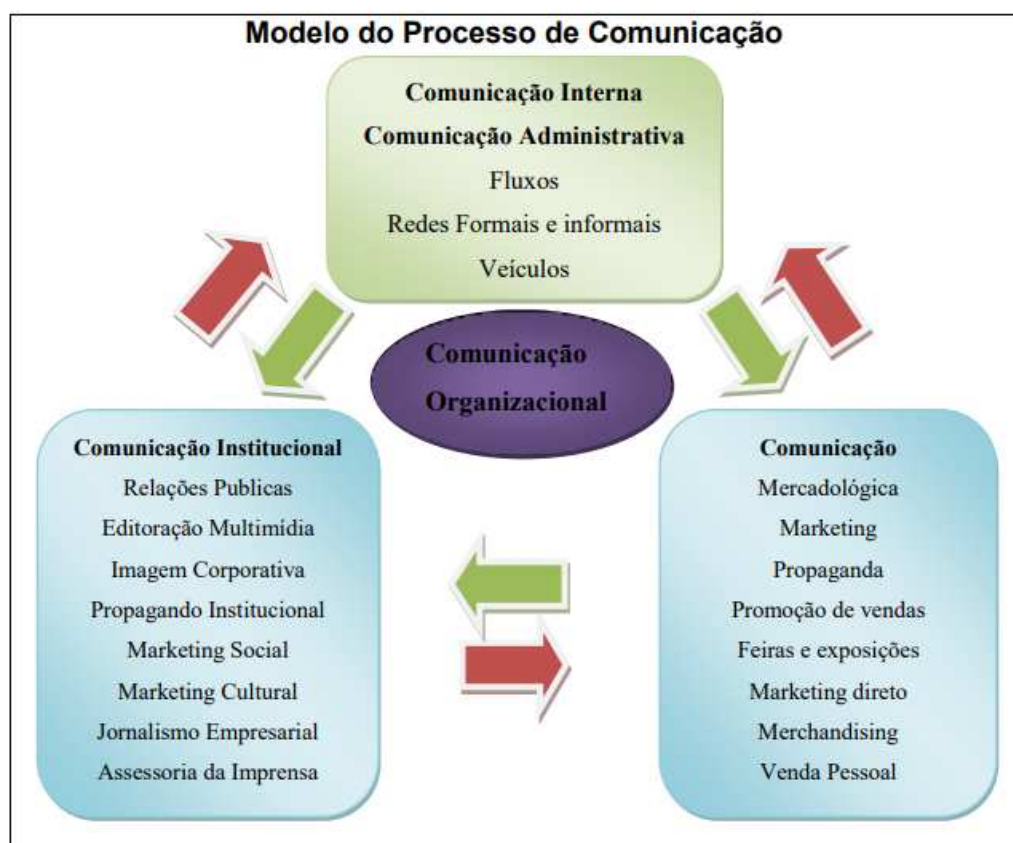 Modelo do Processo de Comunicação
Comunicação Interna
Comunicação Administrativa
Fluxos
Redes Formais e informais
Veículos
Comunicação
Organizacional
Comunicação Institucional
Relações Publicas
Editoração Multimídia
Imagem Corporativa
Propagando Institucional
Marketing Social
Marketing Cultural
Jornalismo Empresarial
Assessoria da Imprensa
Comunicação
Mercadológica
Marketing
Propaganda
Promoção de vendas
Feiras e exposições
Marketing direto
Merchandising
Venda Pessoal